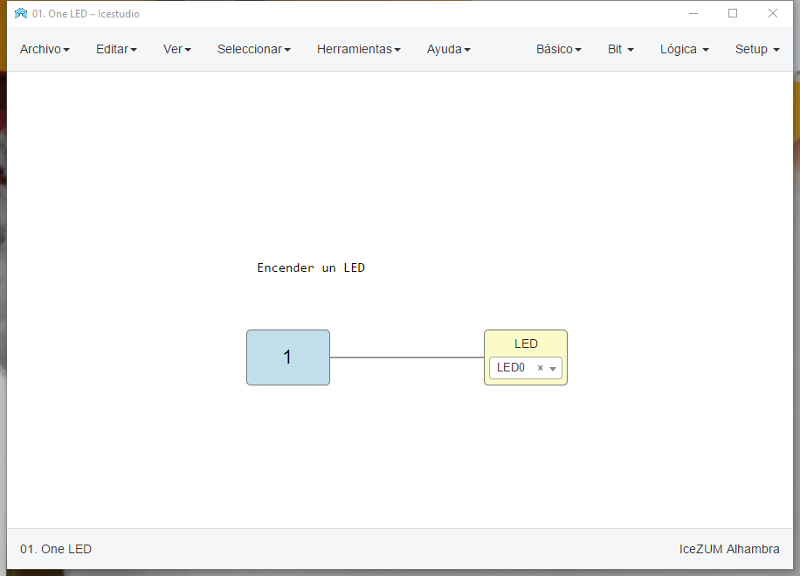 01. One LED – Icestudio
Archivo Editar Ver Seleccionar Herramientas Ayuda Básico Bit Lógica Setup
Encender un LED
1
LED
LED0
01. One LED IceZUM Alhambra